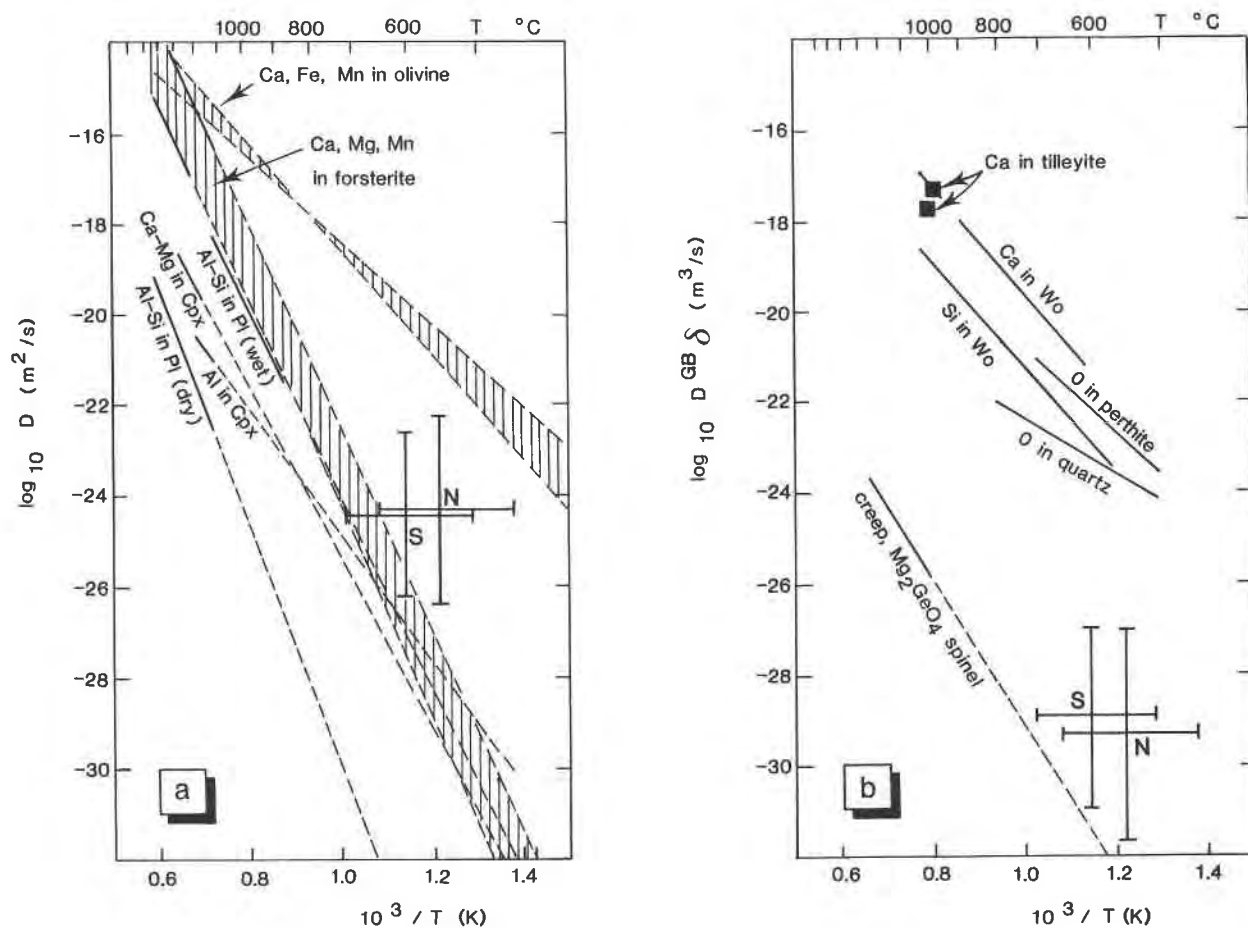 1000 800 600 T °C
Ca, Fe, Mn in olivine
-16
Ca, Mg, Mn
in forsterite
-18
Ca-Mg in Cpx
Al-Si in Pl (wet)
Al-Si in Pl (dry)
Al in Cpx
-20
log 10 D (m2/s)
-22
N
-24
S
-26
-28
-30
a
0.6 0.8 1.0 1.2 1.4
10 3 / T (K)
1000 800 600 T °C
-16
Ca in tilleyite
-18
Ca in Wo
Si in Wo
-20
log 10 D GB δ (m3/s)
O in perthite
-22
O in quartz
-24
creep, Mg2GeO4 spinel
-26
-28
S
N
-30
b
0.6 0.8 1.0 1.2 1.4
10 3 / T (K)